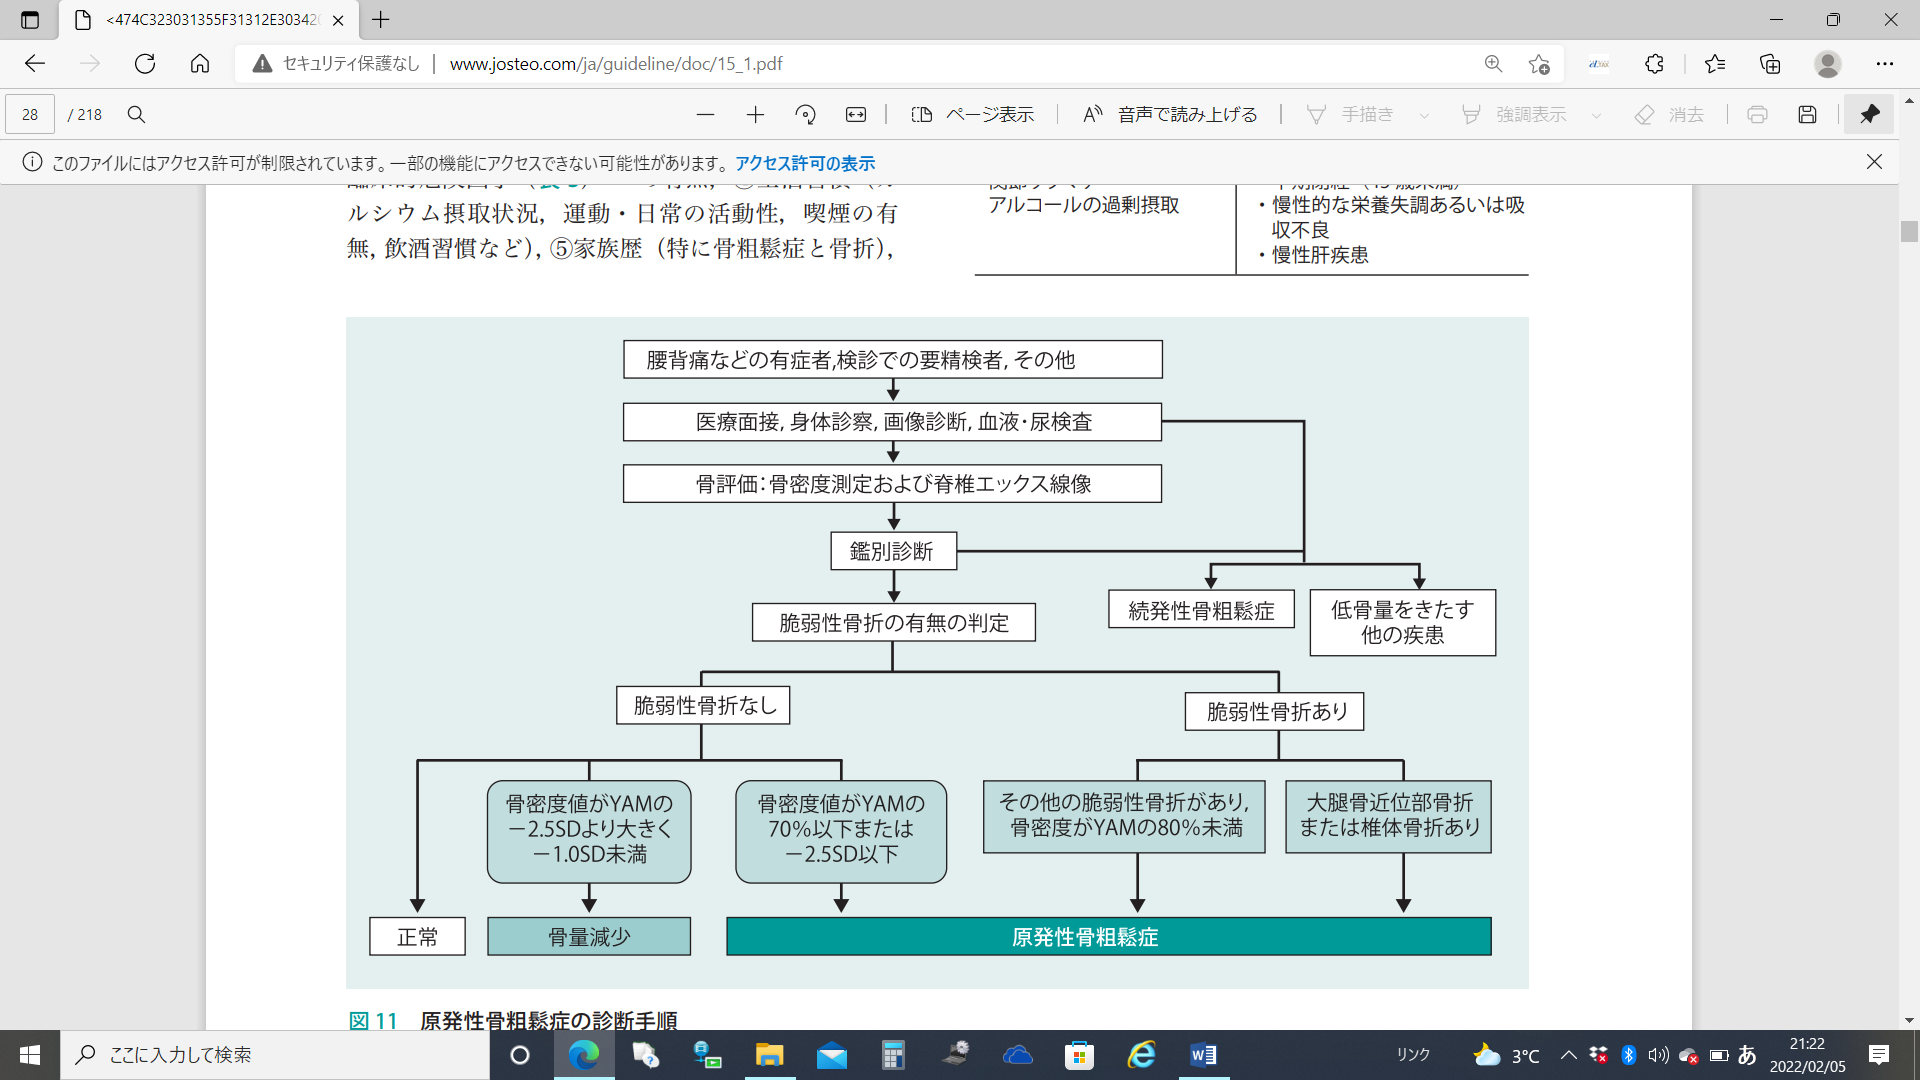 <474C323031355F31312E303420
セキュリティ保護なし
www.josteo.com/ja/guideline/doc/15_1.pdf
28 / 218
ページ表示
音声で読み上げる
手描き
強調表示
消去
このファイルにはアクセス許可が制限されています。一部の機能にアクセスできない可能性があります。 アクセス許可の表示
ルシウム摂取状況，運動・日常の活動性，喫煙の有
無，飲酒習慣など），⑤家族歴（特に骨粗鬆症と骨折），
アルコールの過剰摂取
・慢性的な栄養失調あるいは吸
収不良
・慢性肝疾患
腰背痛などの有症者,検診での要精検者, その他
医療面接, 身体診察, 画像診断, 血液・尿検査
骨評価：骨密度測定および脊椎エックス線像
鑑別診断
続発性骨粗鬆症
低骨量をきたす
他の疾患
脆弱性骨折の有無の判定
脆弱性骨折なし
脆弱性骨折あり
骨密度値がYAMの
−2.5SDより大きく
−1.0SD未満
骨密度値がYAMの
70％以下または
−2.5SD以下
その他の脆弱性骨折があり,
骨密度がYAMの80％未満
大腿骨近位部骨折
または椎体骨折あり
正常
骨量減少
原発性骨粗鬆症
図 11 原発性骨粗鬆症の診断手順
ここに入力して検索
リンク
3°C
あ
21:22
2022/02/05